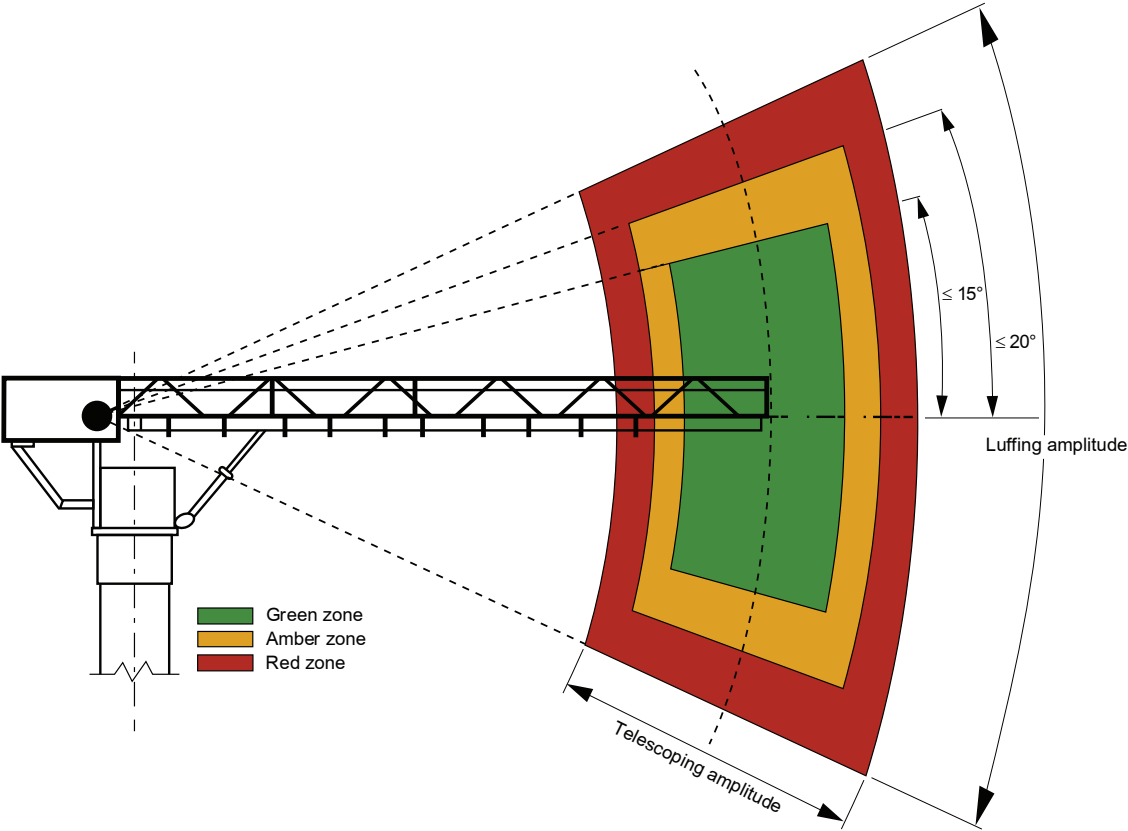 ≤ 15°
≤ 20°
Luffing amplitude
Green zone
Amber zone
Red zone
Telescoping amplitude